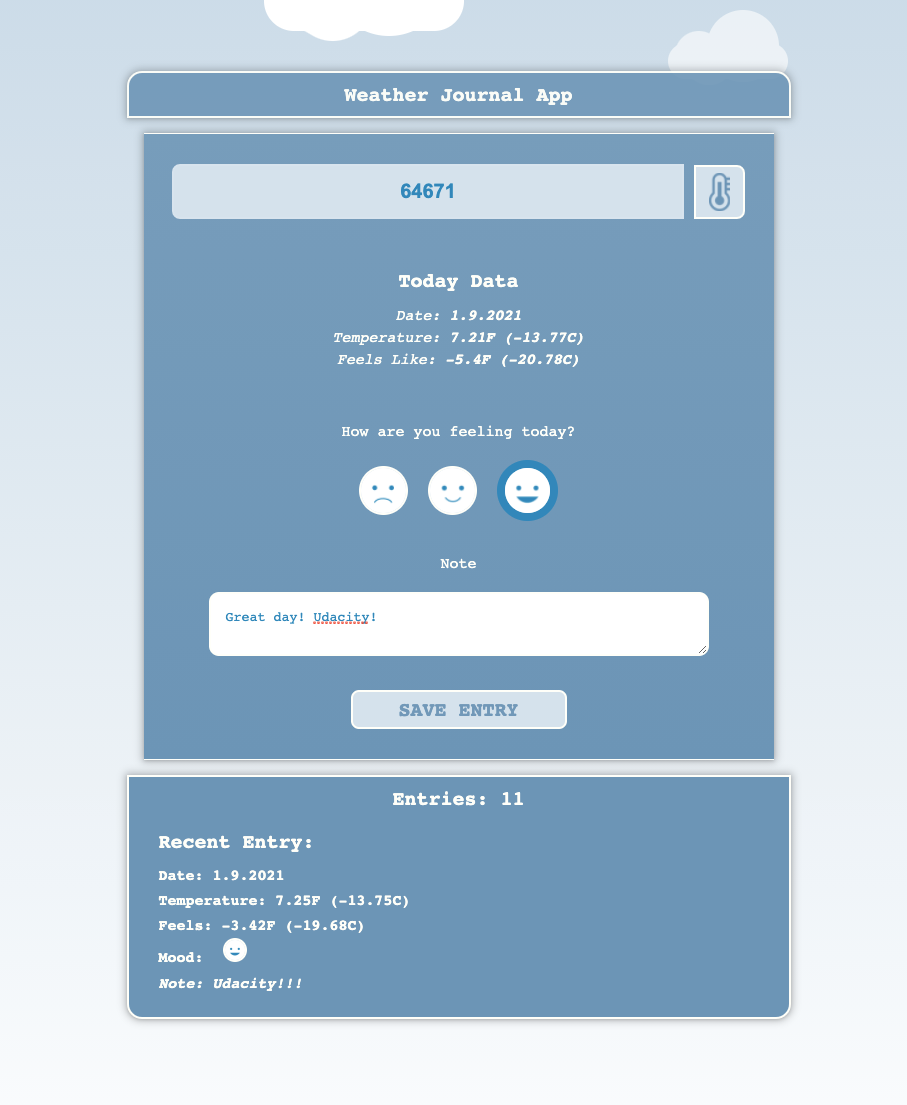 Weather Journal App
64671
Today Data
Date: 1.9.2021
Temperature: 7.21F (-13.77C)
Feels Like: -5.4F (-20.78C)
How are you feeling today?
Note
Great day! Udacity!
SAVE ENTRY
Entries: 11
Recent Entry:
Date: 1.9.2021
Temperature: 7.25F (-13.75C)
Feels: -3.42F (-19.68C)
Mood:
Note: Udacity!!!